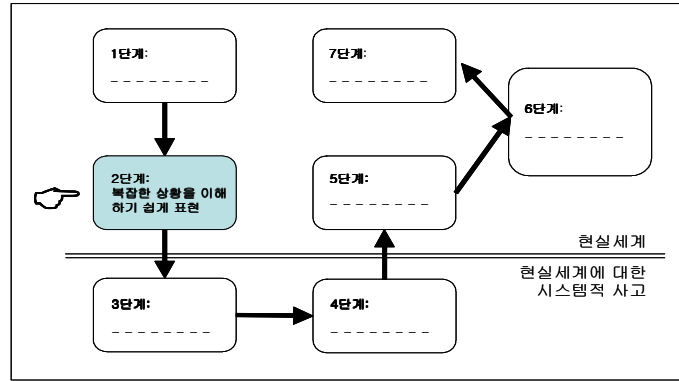 1단계:
_ _ _ _ _ _ _ _
2단계:
복잡한 상황을 이해
하기 쉽게 표현
3단계:
_ _ _ _ _ _ _ _
4단계:
_ _ _ _ _ _ _ _
5단계:
_ _ _ _ _ _ _ _
6단계:
_ _ _ _ _ _ _ _
7단계:
_ _ _ _ _ _ _ _
현실세계
현실세계에 대한
시스템적 사고